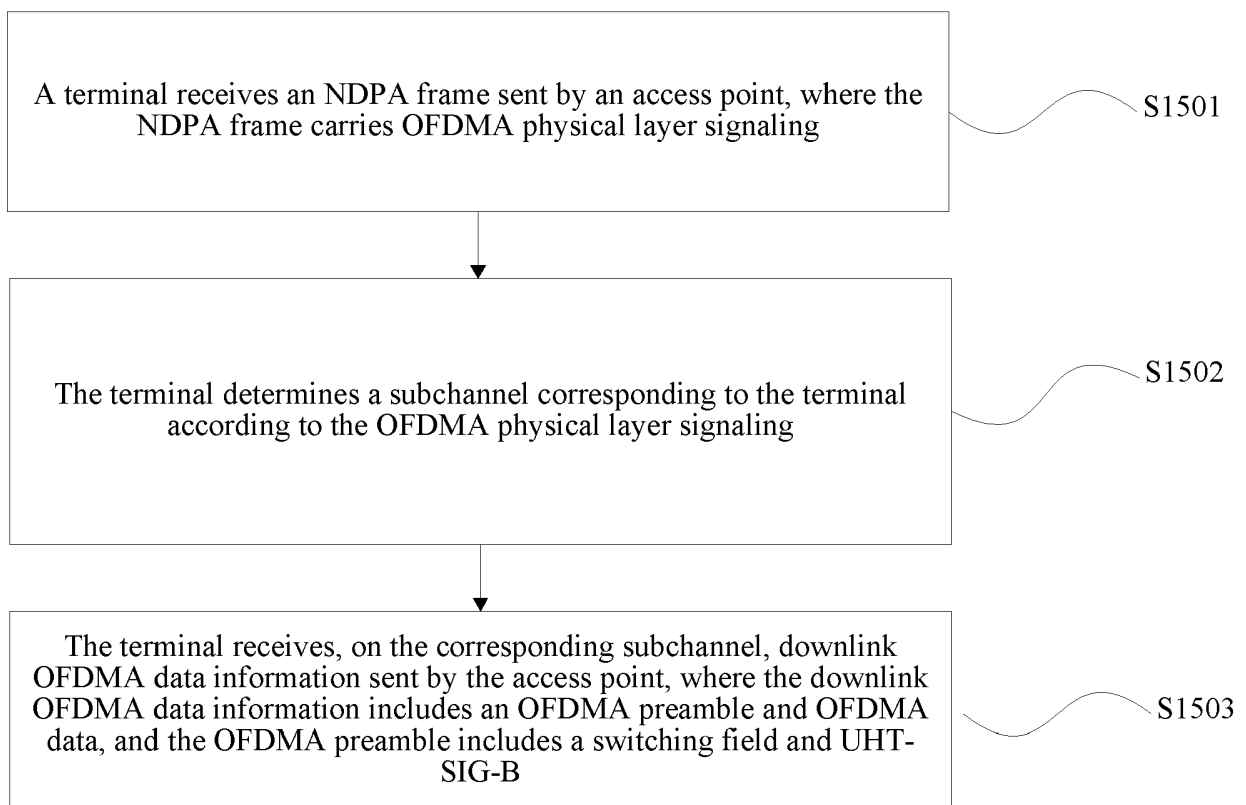 A terminal receives an NDPA frame sent by an access point, where the
NDPA frame carries OFDMA physical layer signaling
S1501
The terminal determines a subchannel corresponding to the terminal
according to the OFDMA physical layer signaling
S1502
The terminal receives, on the corresponding subchannel, downlink
OFDMA data information sent by the access point, where the downlink
OFDMA data information includes an OFDMA preamble and OFDMA
data, and the OFDMA preamble includes a switching field and UHT-
SIG-B
S1503